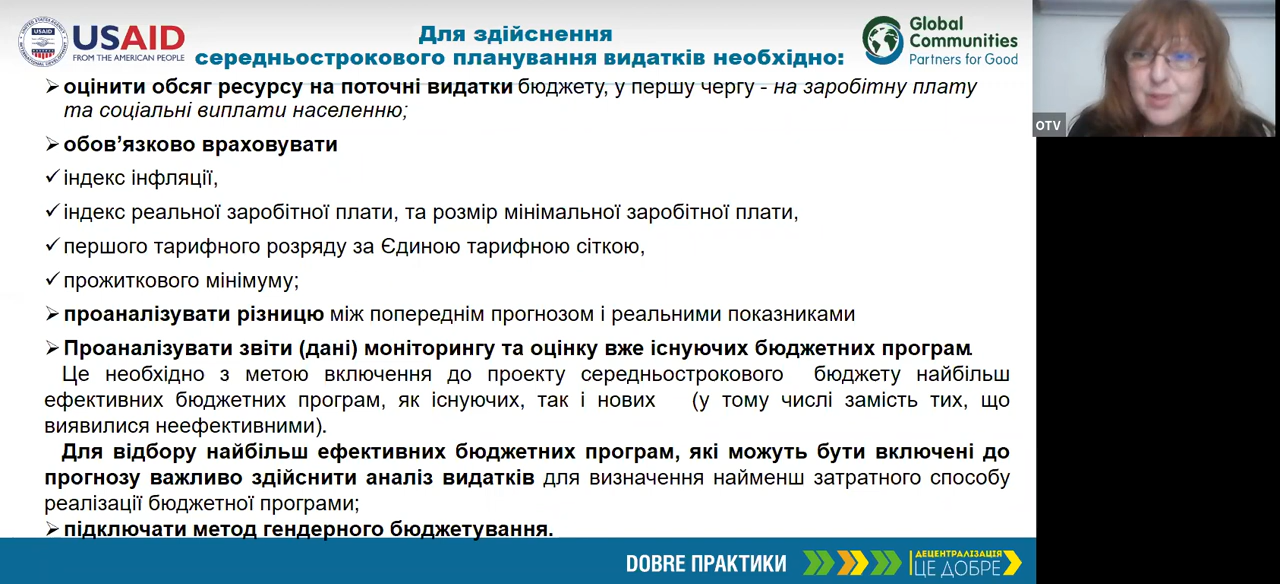 USAID
FROM THE AMERICAN PEOPLE
Для здійснення
середньострокового планування видатків необхідно:
Global
Communities
Partners for Good
OTV
оцінити обсяг ресурсу на поточні видатки бюджету, у першу чергу - на заробітну плату
та соціальні виплати населенню;
обов’язково враховувати
індекс інфляції,
індекс реальної заробітної плати, та розмір мінімальної заробітної плати,
першого тарифного розряду за Єдиною тарифною сіткою,
прожиткового мінімуму;
проаналізувати різницю між попереднім прогнозом і реальними показниками
Проаналізувати звіти (дані) моніторингу та оцінку вже існуючих бюджетних програм.
Це необхідно з метою включення до проекту середньострокового бюджету найбільш
ефективних бюджетних програм, як існуючих, так і нових (у тому числі замість тих, що
виявилися неефективними).
Для відбору найбільш ефективних бюджетних програм, які можуть бути включені до
прогнозу важливо здійснити аналіз видатків для визначення найменш затратного способу
реалізації бюджетної програми;
підключати метод гендерного бюджетування.
DOBRE ПРАКТИКИ
ДЕЦЕНТРАЛІЗАЦІЯ
ЦЕ ДОБРЕ